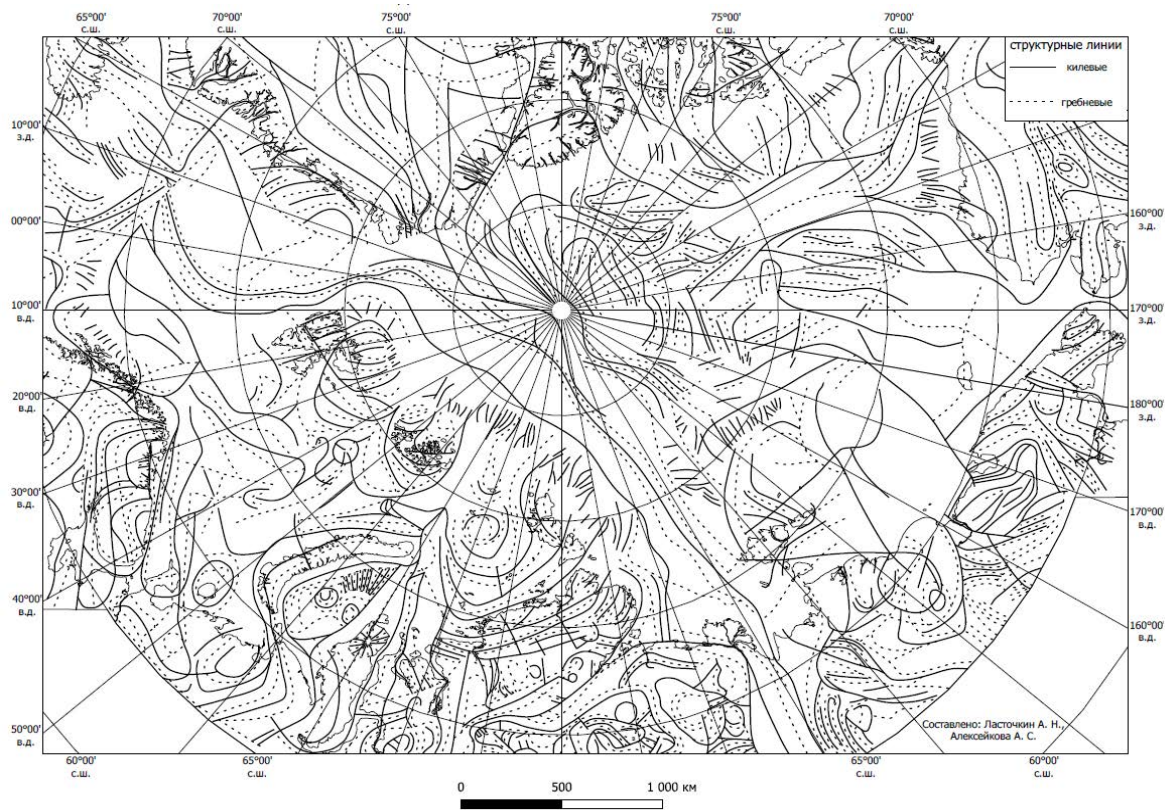 65°00'
с.ш.
70°00'
с.ш.
75°00'
с.ш.
75°00'
с.ш.
70°00'
с.ш.
структурные линии
килевые
гребневые
10°00'
з.д.
00°00'
10°00'
в.д.
20°00'
в.д.
30°00'
в.д.
40°00'
в.д.
50°00'
в.д.
160°00'
з.д.
170°00'
з.д.
180°00'
з.д.
170°00'
в.д.
160°00'
в.д.
Составлено: Ласточкин А. Н.,
Алексейкова А. С.
60°00'
с.ш.
65°00'
с.ш.
65°00'
с.ш.
60°00'
с.ш.
0 500 1 000 км